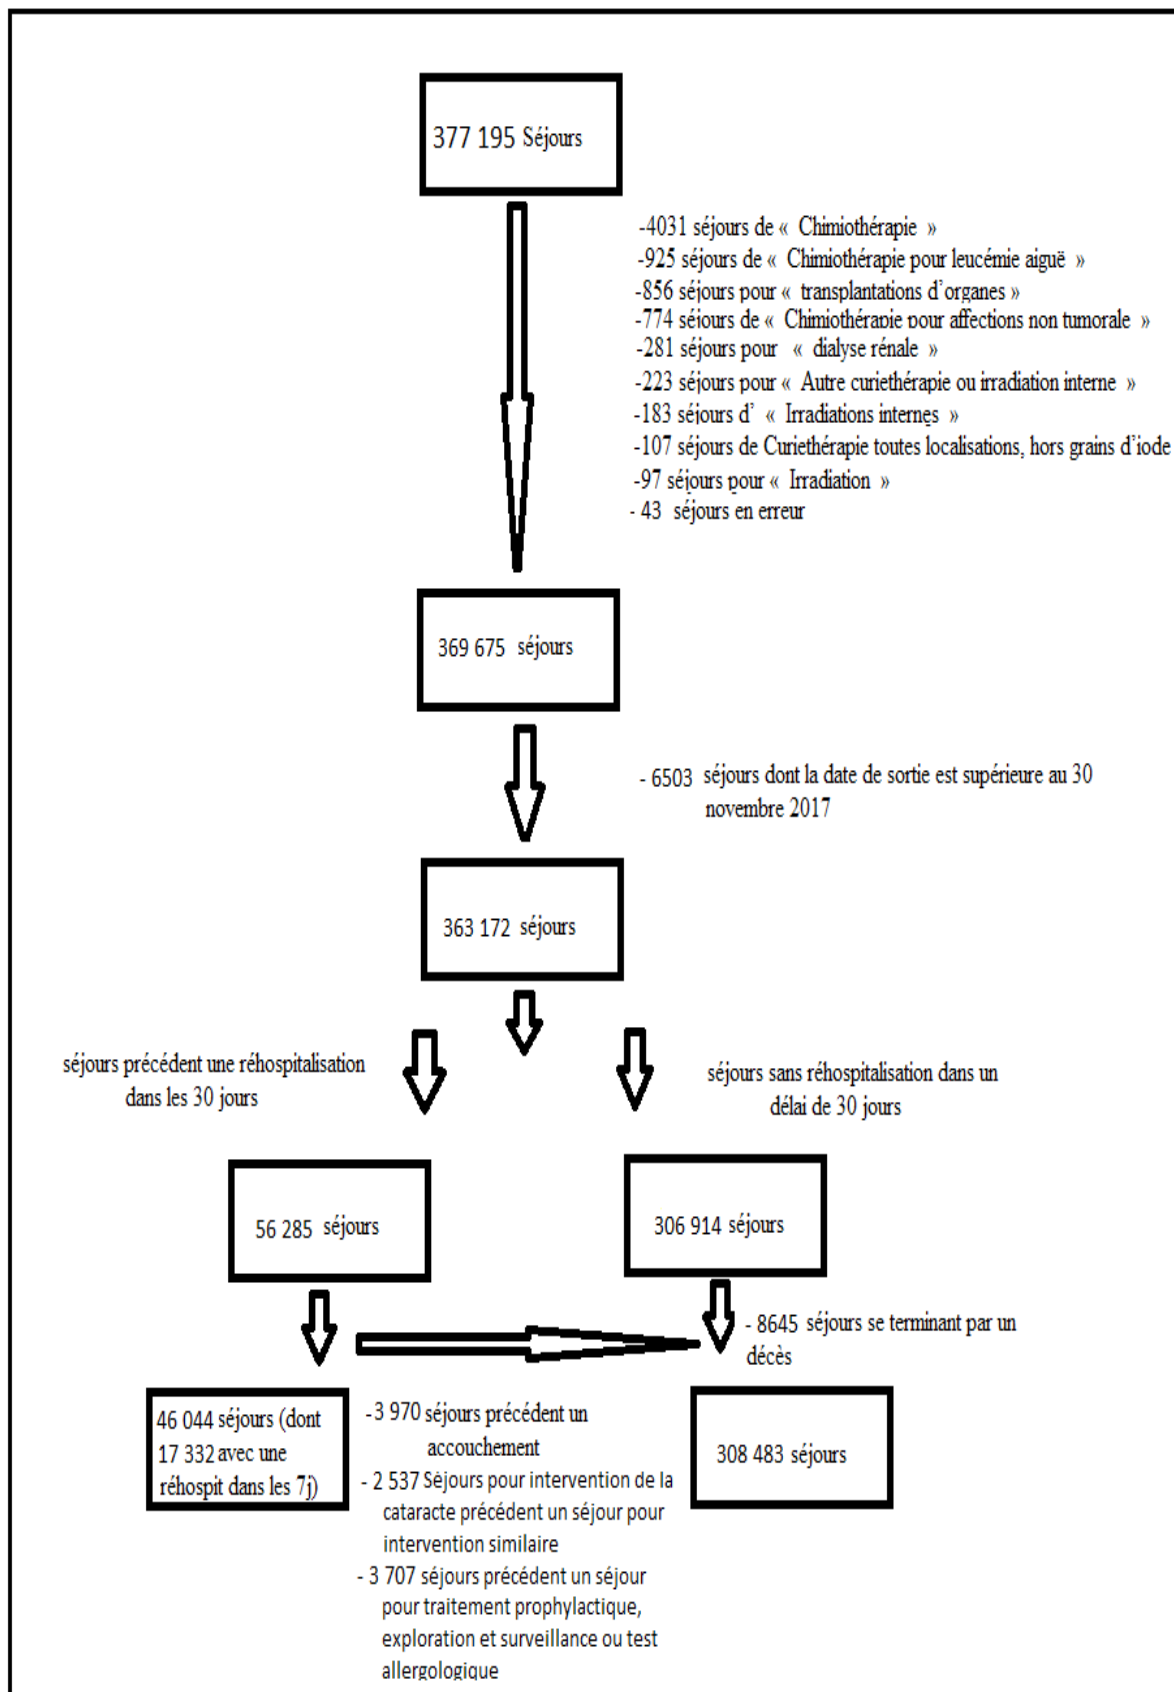 377 195 Séjours
-4031 séjours de « Chimiothérapie »
-925 séjours de « Chimiothérapie pour leucémie aiguë »
-856 séjours pour « transplantations d'organes »
-774 séjours de « Chimiothérapie pour affections non tumorale »
-281 séjours pour « dialyse rénale »
-223 séjours pour « Autre curiethérapie ou irradiation interne »
-183 séjours d' « Irradiations internes »
-107 séjours de Curiethérapie toutes localisations, hors grains d'iode
-97 séjours pour « Irradiation »
- 43 séjours en erreur
369 675 séjours
- 6503 séjours dont la date de sortie est supérieure au 30
novembre 2017
363 172 séjours
séjours précédent une réhospitalisation
dans les 30 jours
séjours sans réhospitalisation dans un
délai de 30 jours
56 285 séjours
306 914 séjours
- 8645 séjours se terminant par un
décès
46 044 séjours (dont
17 332 avec une
réhospit dans les 7j)
-3 970 séjours précédent un
accouchement
- 2 537 Séjours pour intervention de la
cataracte précédent un séjour pour
intervention similaire
- 3 707 séjours précédent un séjour
pour traitement prophylactique,
exploration et surveillance ou test
allergologique
308 483 séjours